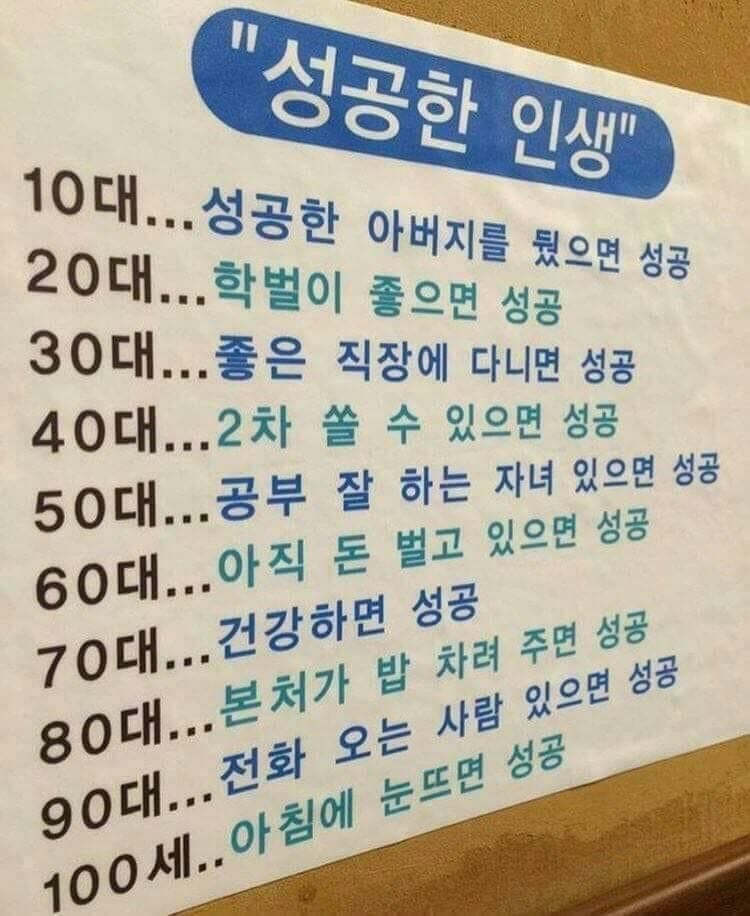 "성공한 인생"
10대...성공한 아버지를 뒀으면 성공
20대...학벌이 좋으면 성공
30대...좋은 직장에 다니면 성공
40대...2차 쏠 수 있으면 성공
50대...공부 잘 하는 자녀 있으면 성공
60대...아직 돈 벌고 있으면 성공
70대...건강하면 성공
80대...본처가 밥 차려 주면 성공
90대...전화 오는 사람 있으면 성공
100세..아침에 눈뜨면 성공